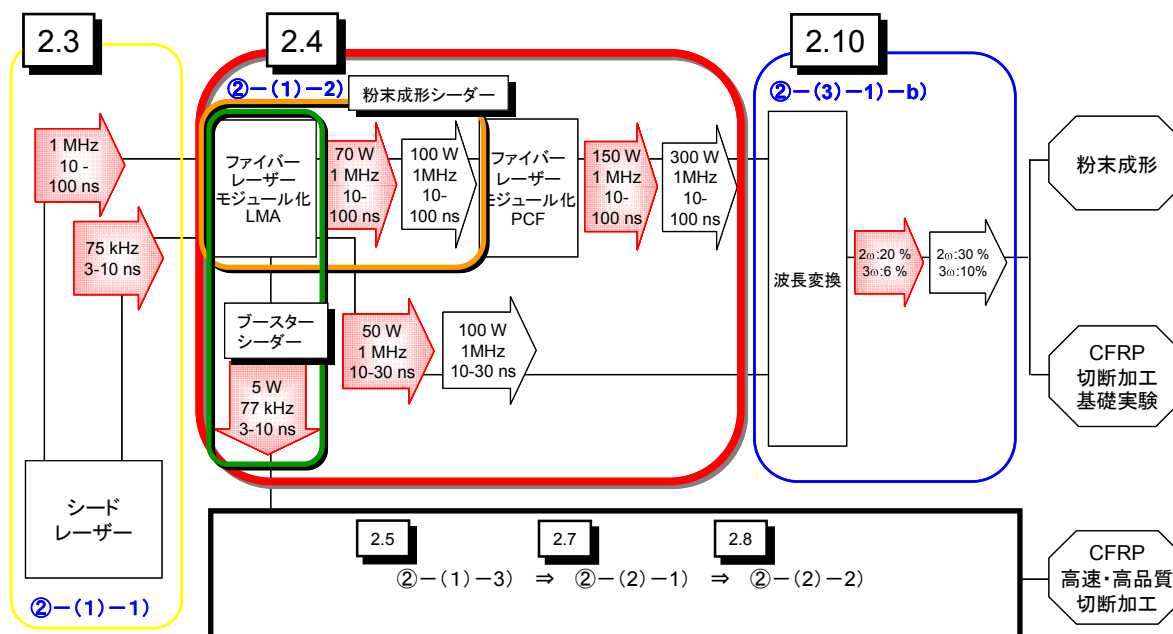 2.3
1 MHz
10 -
100 ns
75 kHz
3-10 ns
シード
レーザー
②-(1)-1)
2.4
②-(1)-2)
粉末成形シーダー
ファイバー
レーザー
モジュール化
LMA
70 W
1 MHz
10-
100 ns
100 W
1MHz
10-
100 ns
ファイバー
レーザー
モジュール化
PCF
150 W
1 MHz
10-
100 ns
300 W
1MHz
10-
100 ns
ブースター
シーダー
50 W
1 MHz
10-30 ns
100 W
1MHz
10-30 ns
5 W
77 kHz
3-10 ns
2.10
②-(3)-1)-b)
波長変換
2ω:20 %
3ω:6 %
2ω:30 %
3ω:10%
粉末成形
CFRP
切断加工
基礎実験
2.5
2.7
2.8
②-(1)-3) ⇒ ②-(2)-1) ⇒ ②-(2)-2)
CFRP
高速・高品質
切断加工